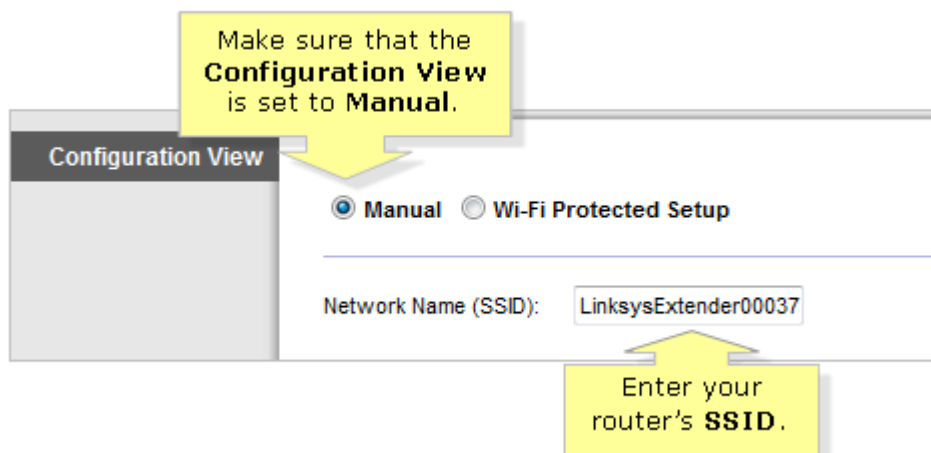 Make sure that the
Configuration View
is set to Manual.
Configuration View
Manual Wi-Fi Protected Setup
Network Name (SSID): LinksysExtender00037
Enter your
router's SSID.